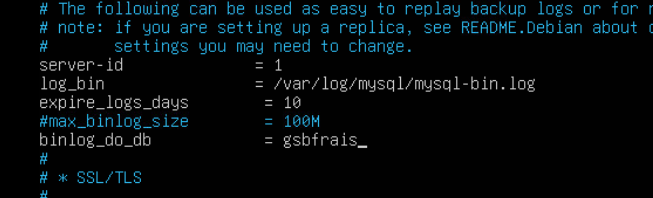 # The following can be used as easy to replay backup logs or for
# note: if you are setting up a replica, see README.Debian about
# settings you may need to change.
server-id = 1
log_bin = /var/log/mysql/mysql-bin.log
expire_logs_days = 10
#max_binlog_size = 100M
binlog_do_db = gsbfrais_
#
# * SSL/TLS
#